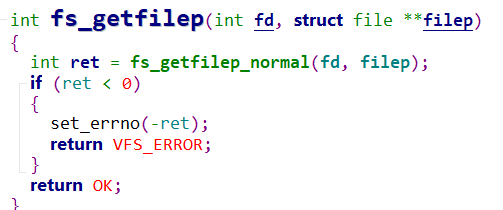 int fs_getfilep(int fd, struct file **filep)
{
int ret = fs_getfilep_normal(fd, filep);
if (ret < 0)
{
set_errno(-ret);
return VFS_ERROR;
}
return OK;
}